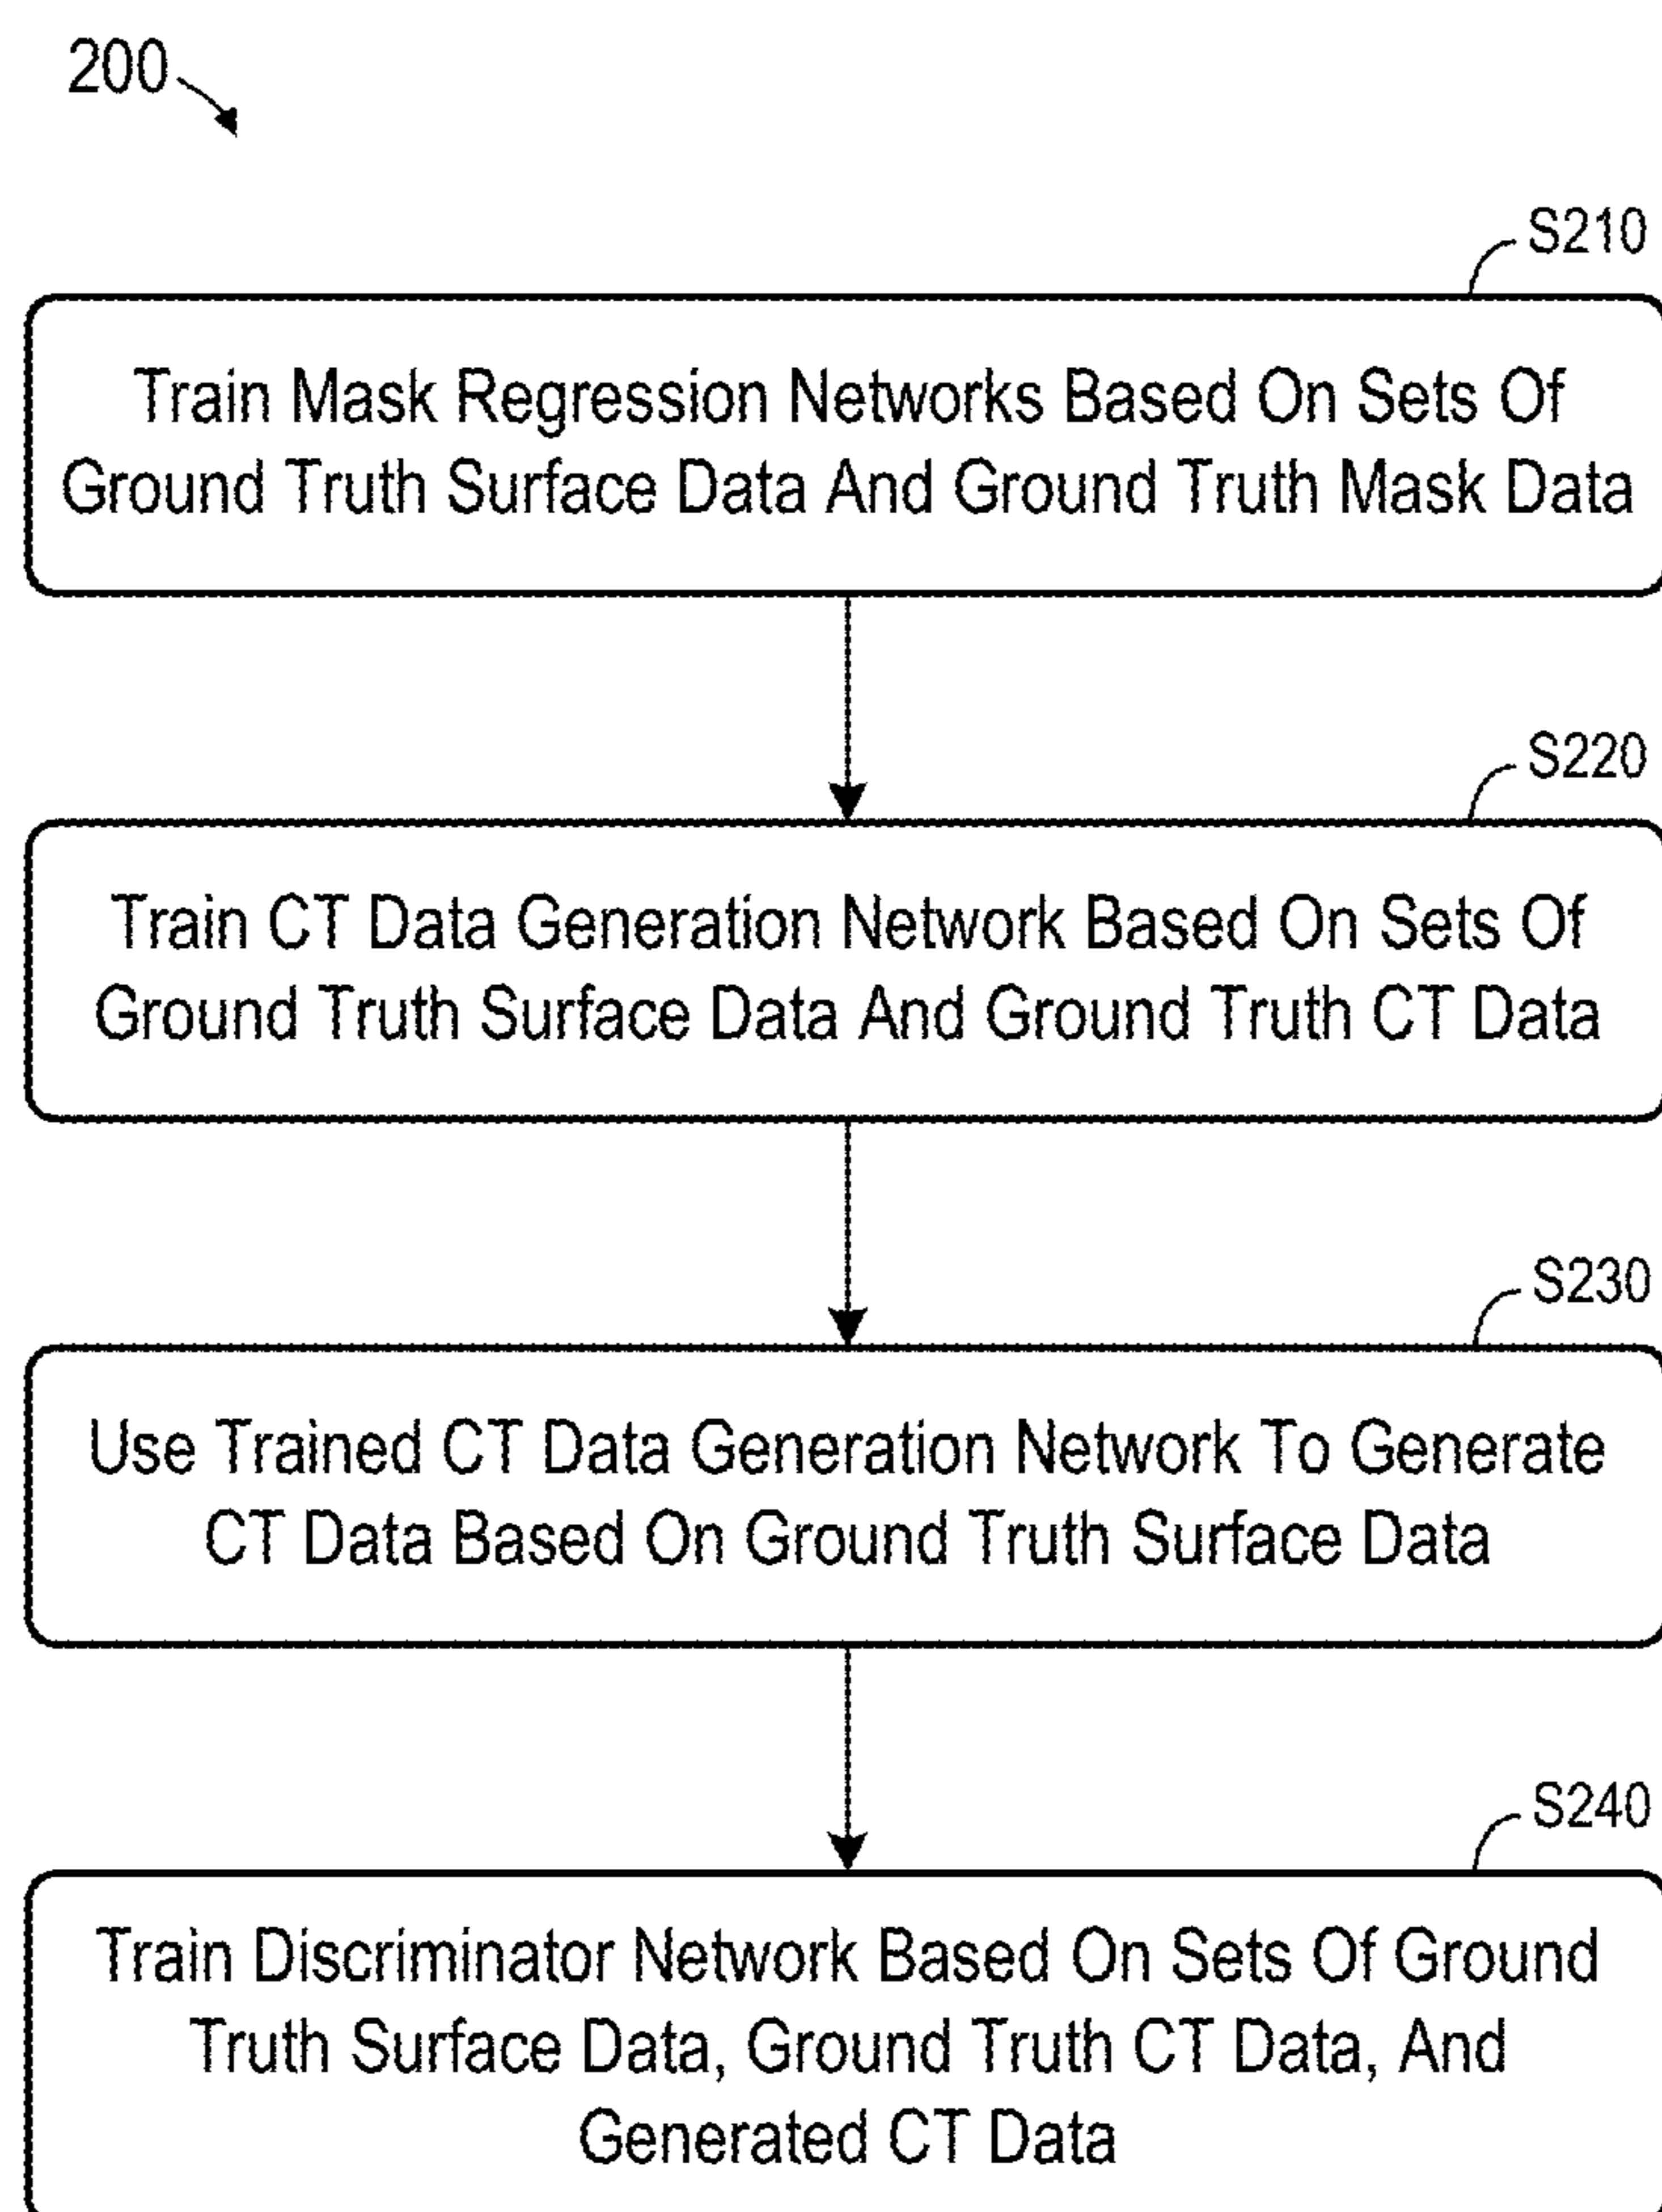 200
S210
Train Mask Regression Networks Based On Sets Of
Ground Truth Surface Data And Ground Truth Mask Data
S220
Train CT Data Generation Network Based On Sets Of
Ground Truth Surface Data And Ground Truth CT Data
S230
Use Trained CT Data Generation Network To Generate
CT Data Based On Ground Truth Surface Data
S240
Train Discriminator Network Based On Sets Of Ground
Truth Surface Data, Ground Truth CT Data, And
Generated CT Data